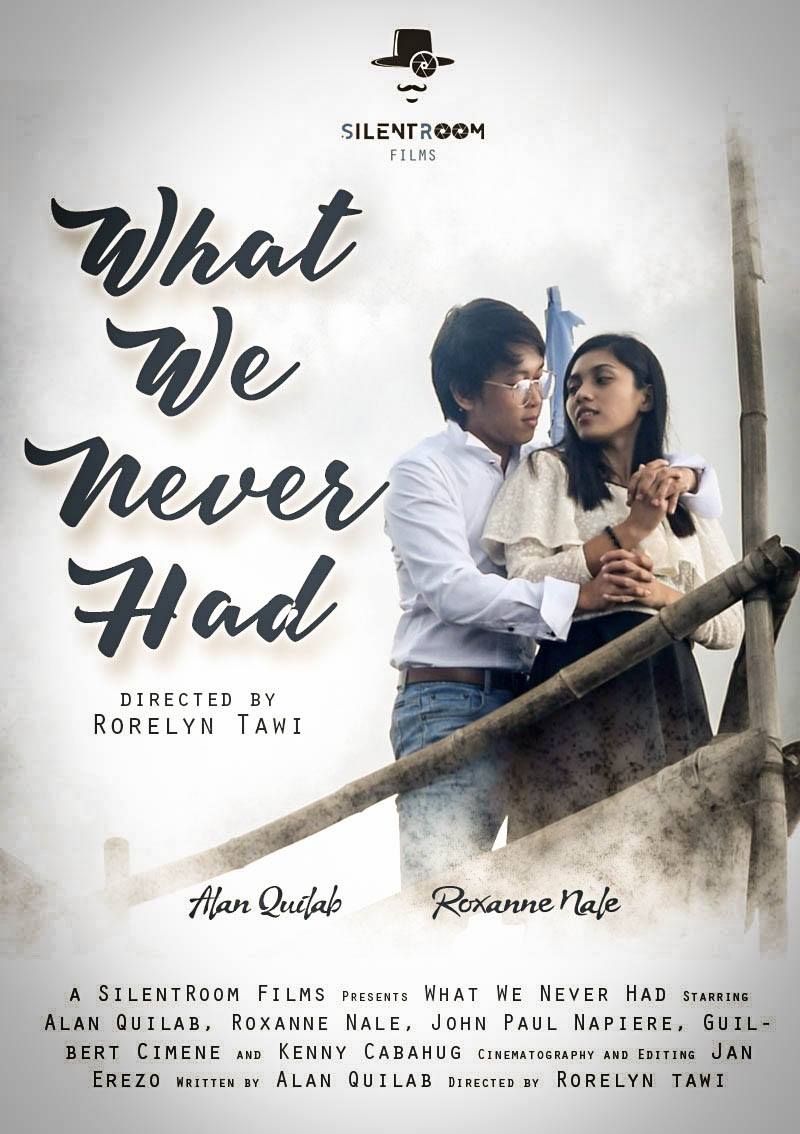 SILENTROOM
FILMS
What
We
Never
Had
DIRECTED BY
RORELYN TAWI
Alan Quilab
Roxanne Nale
A SILENTROOM FILMS PRESENTS WHAT WE NEVER HAD STARRING
ALAN QUILAB, ROXANNE NALE, JOHN PAUL NAPIERE, GUIL-
BERT CIMENE AND KENNY CABAHUG CINEMATOGRAPHY AND EDITING JAN
EREZO WRITTEN BY ALAN QUILAB DIRECTED BY RORELYN TAWI